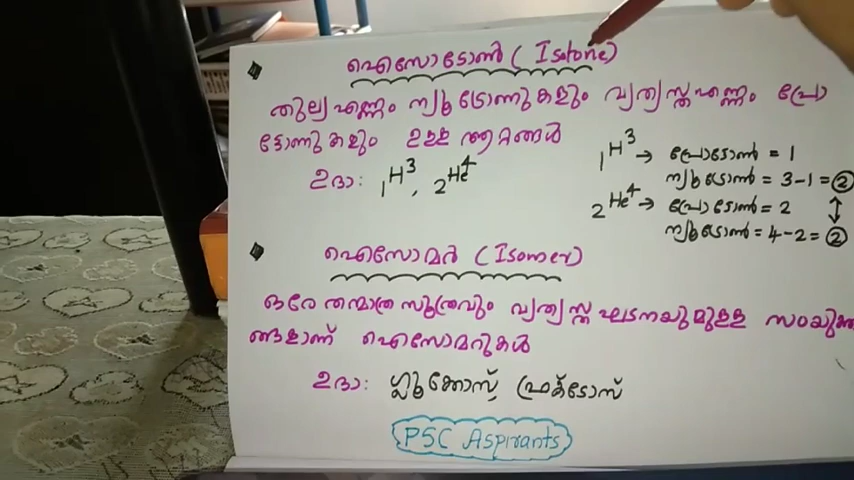 ഐസോടോൺ (Isotone)
തുല്യഎണ്ണം ന്യൂട്രോണുകളും വ്യത്യസ്തഎണ്ണം പ്രോ
ട്ടോണുകളും ഉള്ള ആറ്റങ്ങൾ
ഉദാ: ₁H³, ₂He⁴
₁H³ → പ്രോടോൺ = 1
ന്യൂട്രോൺ = 3-1 = ②
₂He⁴ → പ്രോടോൺ = 2
ന്യൂട്രോൺ = 4-2 = ②
ഐസോമർ (Isomer)
ഒരേ തന്മാത്ര സൂത്രവും വ്യത്യസ്ത ഘടനയുമുള്ള സംയുക്ത
ങ്ങളാണ് ഐസോമറുകൾ
ഉദാ: ഗ്ലൂക്കോസ്, ഫ്രക്ടോസ്
PSC Aspirants